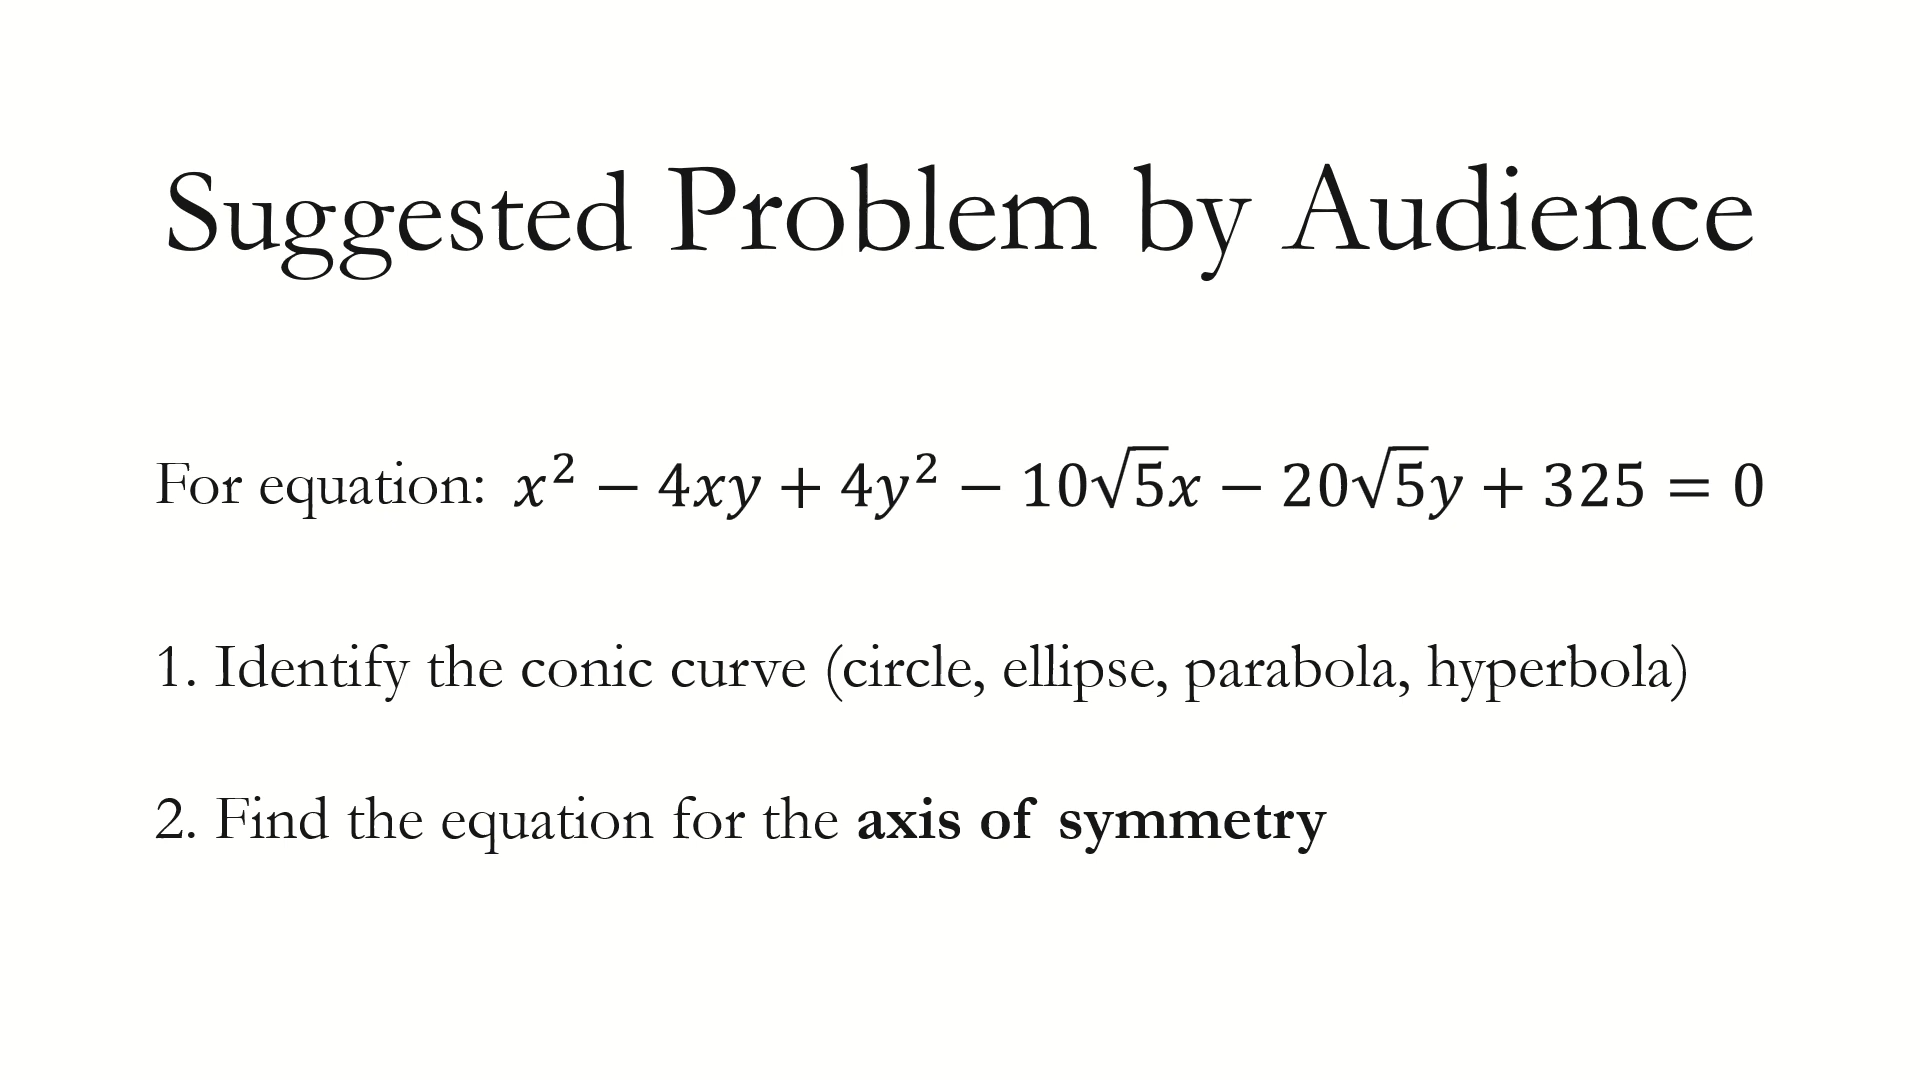 Suggested Problem by Audience
For equation: x² − 4xy + 4y² − 10√5x − 20√5y + 325 = 0
1. Identify the conic curve (circle, ellipse, parabola, hyperbola)
2. Find the equation for the axis of symmetry